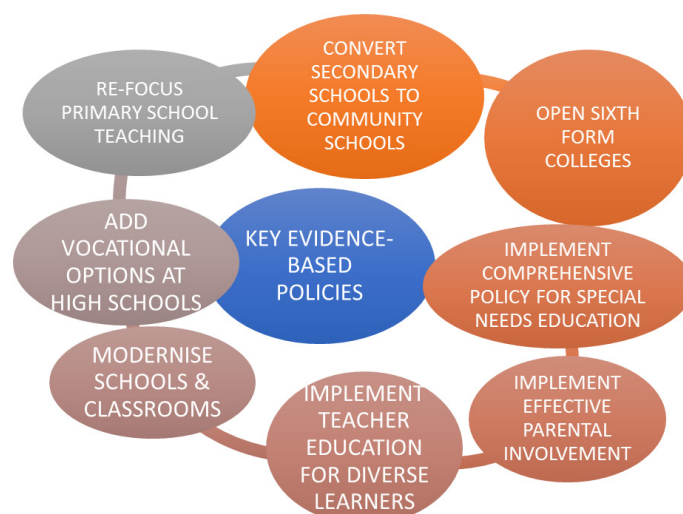 CONVERT
SECONDARY
SCHOOLS TO
COMMUNITY
SCHOOLS
OPEN SIXTH
FORM
COLLEGES
IMPLEMENT
COMPREHENSIVE
POLICY FOR SPECIAL
NEEDS EDUCATION
IMPLEMENT
EFFECTIVE
PARENTAL
INVOLVEMENT
IMPLEMENT
TEACHER
EDUCATION
FOR DIVERSE
LEARNERS
MODERNISE
SCHOOLS &
CLASSROOMS
ADD
VOCATIONAL
OPTIONS AT
HIGH SCHOOLS
RE-FOCUS
PRIMARY SCHOOL
TEACHING
KEY EVIDENCE-
BASED
POLICIES